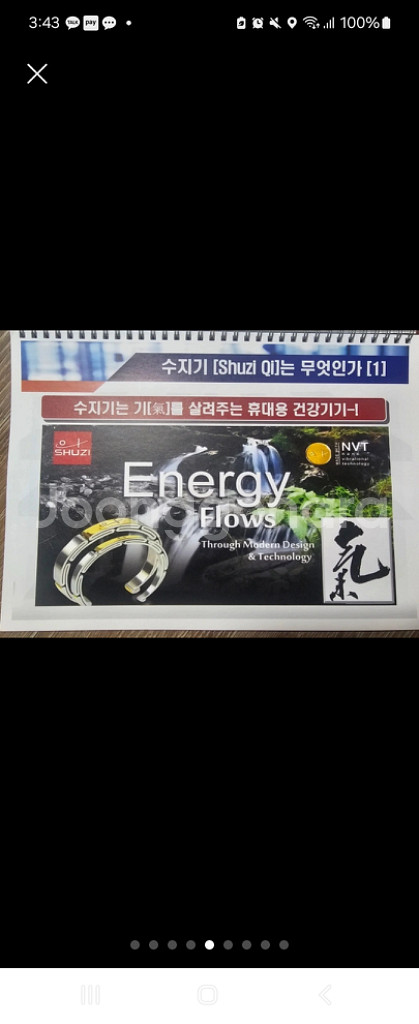 3:43
100%
수지기 [Shuzi Qi]는 무엇인가 [1]
수지기는 기[氣]를 살려주는 휴대용 건강기기~!
SHUZI
NVT
nano vibrational
technology
Energy
Flows
Through Modern Design
& Technology
氣